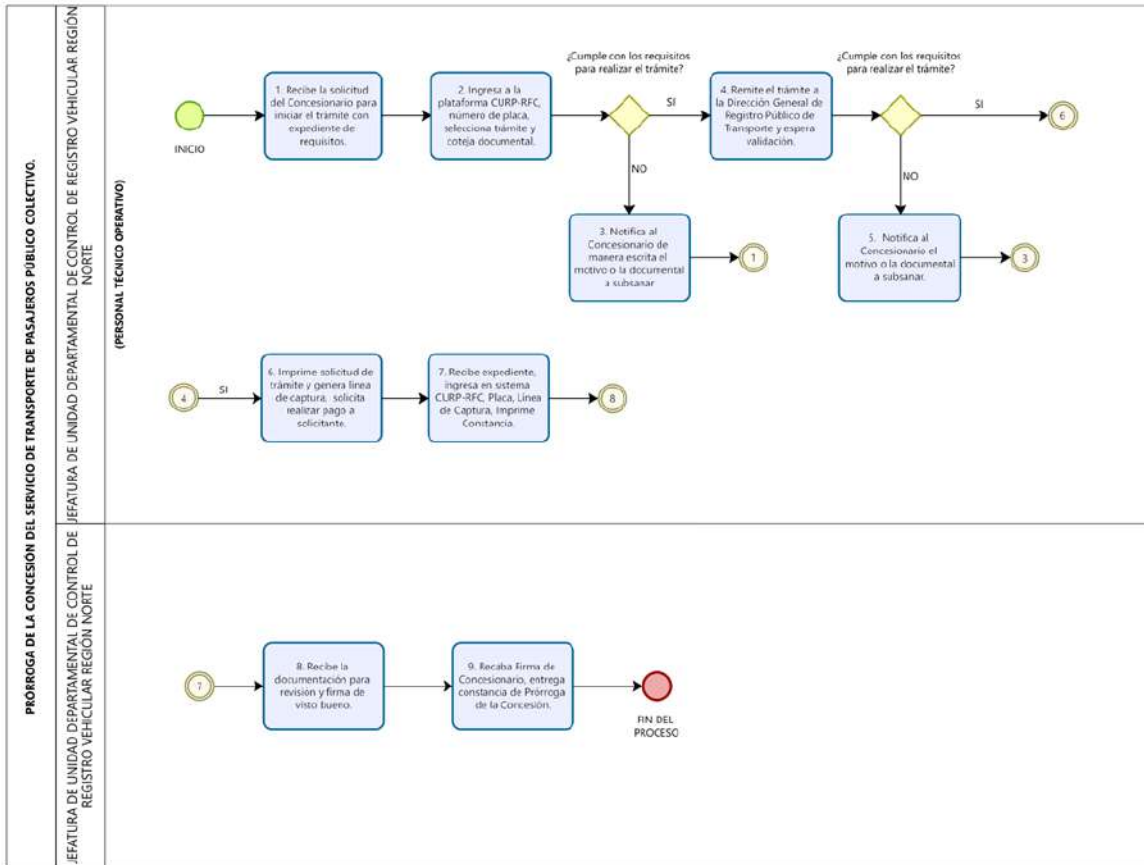 PRÓRROGA DE LA CONCESIÓN DEL SERVICIO DE TRANSPORTE DE PASAJEROS PÚBLICO COLECTIVO.
JEFATURA DE UNIDAD DEPARTAMENTAL DE CONTROL DE REGISTRO VEHICULAR REGIÓN
NORTE
(PERSONAL TÉCNICO OPERATIVO)
INICIO
1. Recibe la solicitud
del Concesionario para
iniciar el trámite con
expediente de
requisitos.
2. Ingresa a la
plataforma CURP-RFC,
número de placa,
selecciona trámite y
coteja documental.
¿Cumple con los requisitos
para realizar el trámite?
SI
NO
3. Notifica al
Concesionario de
manera escrita el
motivo o la documental
a subsanar
1
4. Remite el trámite a
la Dirección General de
Registro Público de
Transporte y espera
validación.
¿Cumple con los requisitos
para realizar el trámite?
SI
6
NO
5. Notifica al
Concesionario el
motivo o la documental
a subsanar.
3
4
SI
6. Imprime solicitud de
trámite y genera linea
de captura, solicita
realizar pago a
solicitante.
7. Recibe expediente,
ingresa en sistema
CURP-RFC, Placa, Linea
de Captura, Imprime
Constancia.
8
JEFATURA DE UNIDAD DEPARTAMENTAL DE CONTROL DE
REGISTRO VEHICULAR REGIÓN NORTE
7
8. Recibe la
documentación para
revisión y firma de
visto bueno.
9. Recaba Firma de
Concesionario, entrega
constancia de Prórroga
de la Concesión.
FIN DEL
PROCESO